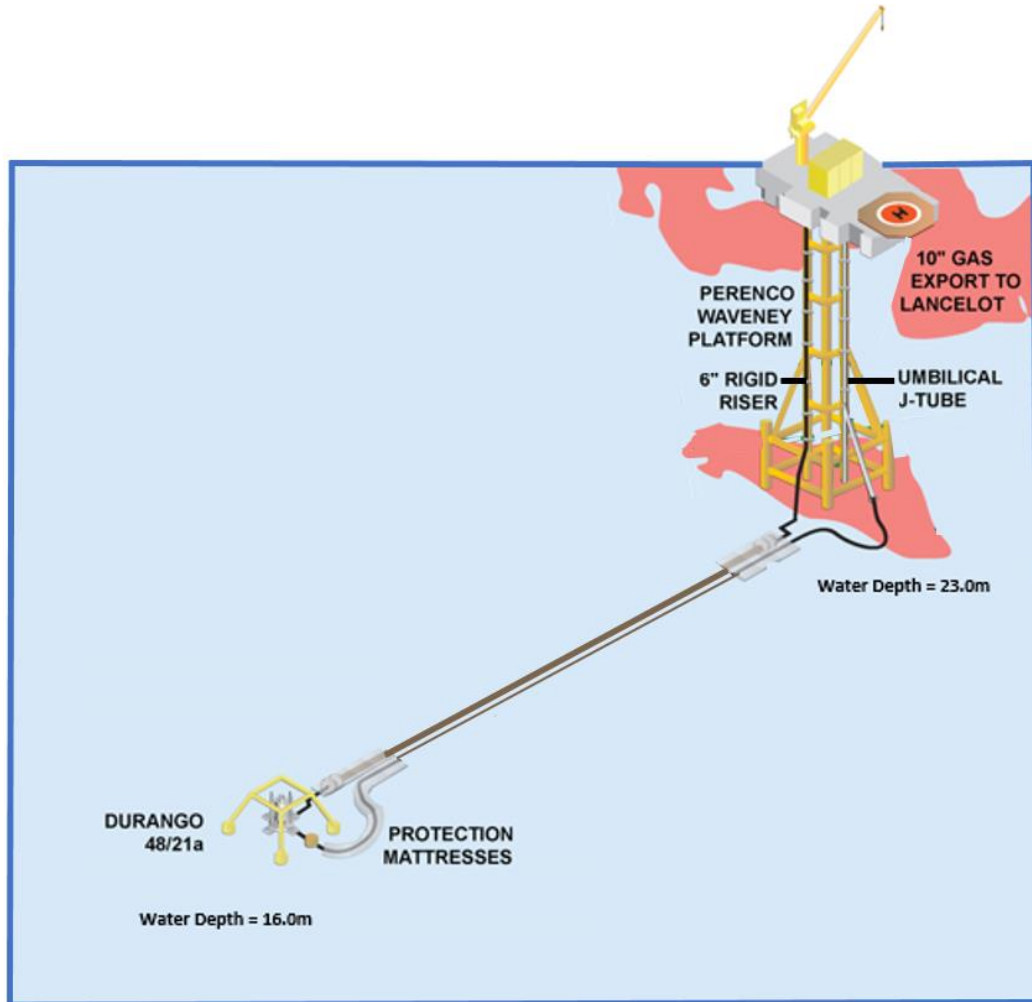 H
10" GAS
EXPORT TO
LANCELOT
PERENCO
WAVENEY
PLATFORM
6" RIGID
RISER
UMBILICAL
J-TUBE
Water Depth = 23.0m
DURANGO
48/21a
PROTECTION
MATTRESSES
Water Depth = 16.0m